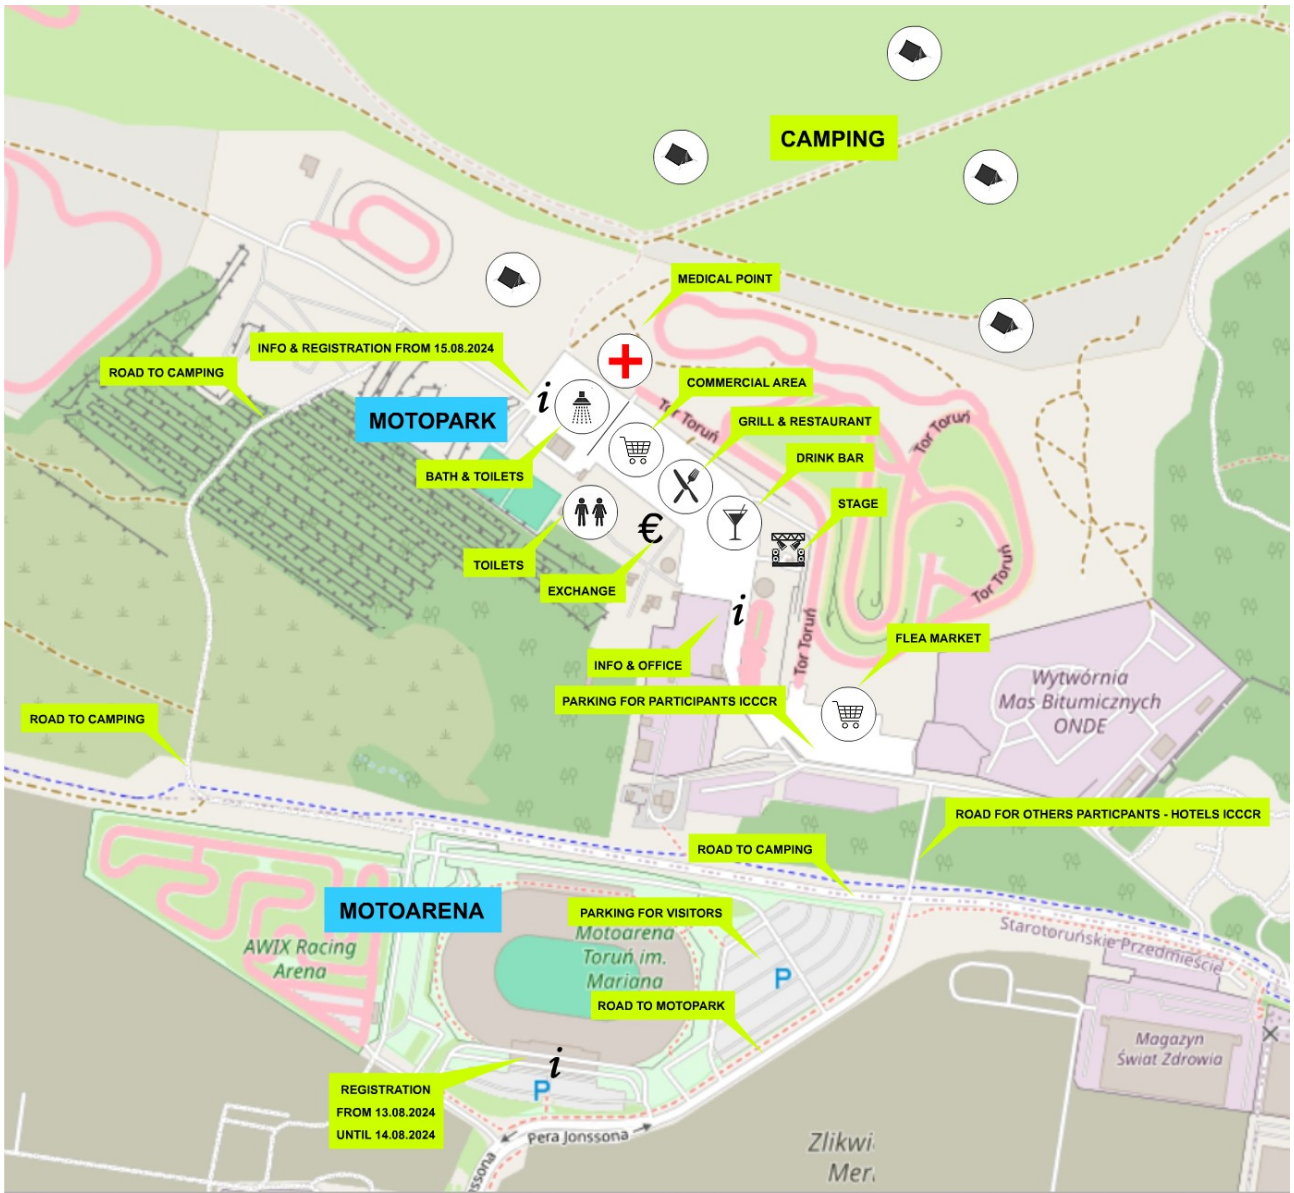 CAMPING
MEDICAL POINT
INFO & REGISTRATION FROM 15.08.2024
ROAD TO CAMPING
COMMERCIAL AREA
i
MOTOPARK
Tor Toruń
GRILL & RESTAURANT
Tor Toruń
DRINK BAR
BATH & TOILETS
STAGE
€
TOILETS
EXCHANGE
Tor Toruń
i
Tor Toruń
FLEA MARKET
INFO & OFFICE
Wytwórnia
Mas Bitumicznych
ONDE
PARKING FOR PARTICIPANTS ICCCR
ROAD TO CAMPING
ROAD FOR OTHERS PARTICPANTS - HOTELS ICCCR
ROAD TO CAMPING
MOTOARENA
PARKING FOR VISITORS
Motoarena
Toruń im.
Mariana
AWIX Racing
Arena
Starotoruńskie Przedmieście
P
ROAD TO MOTOPARK
Magazyn
Świat Zdrowia
i
P
REGISTRATION
FROM 13.08.2024
UNTIL 14.08.2024
Pera Jonssona
ssona
Zlikwi
Mer